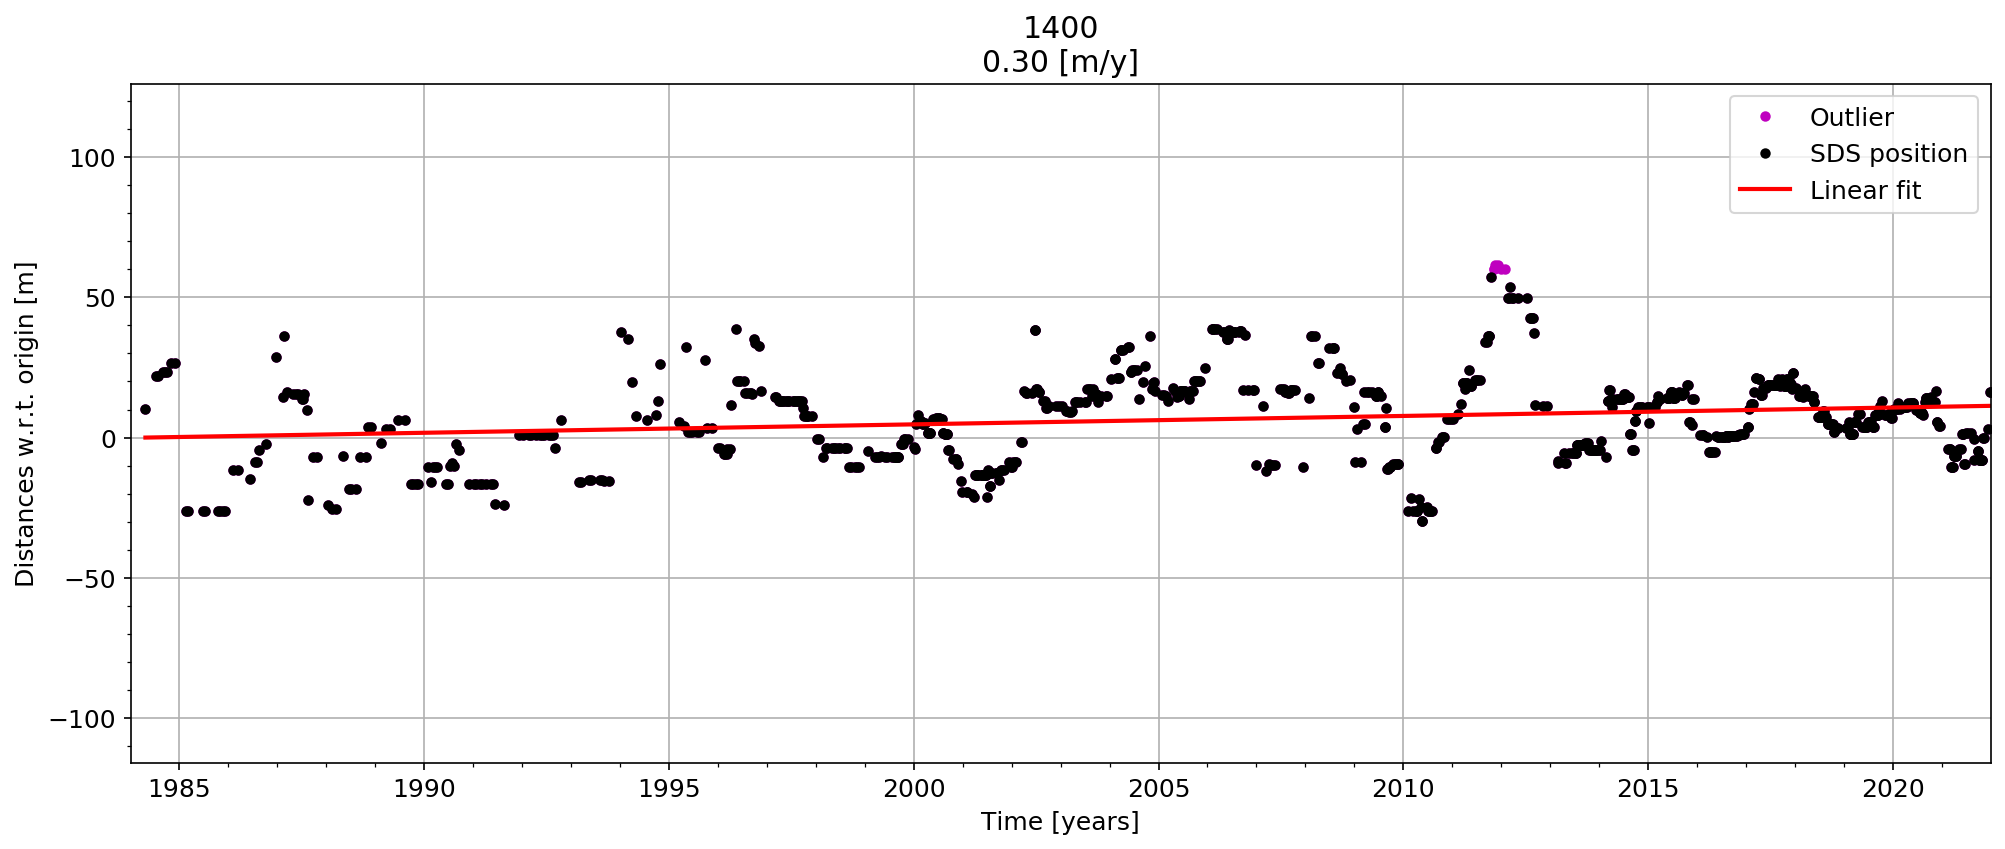 1400
0.30 [m/y]
Outlier
SDS position
Linear fit
Distances w.r.t. origin [m]
100
50
0
−50
−100
1985 1990 1995 2000 2005 2010 2015 2020
Time [years]